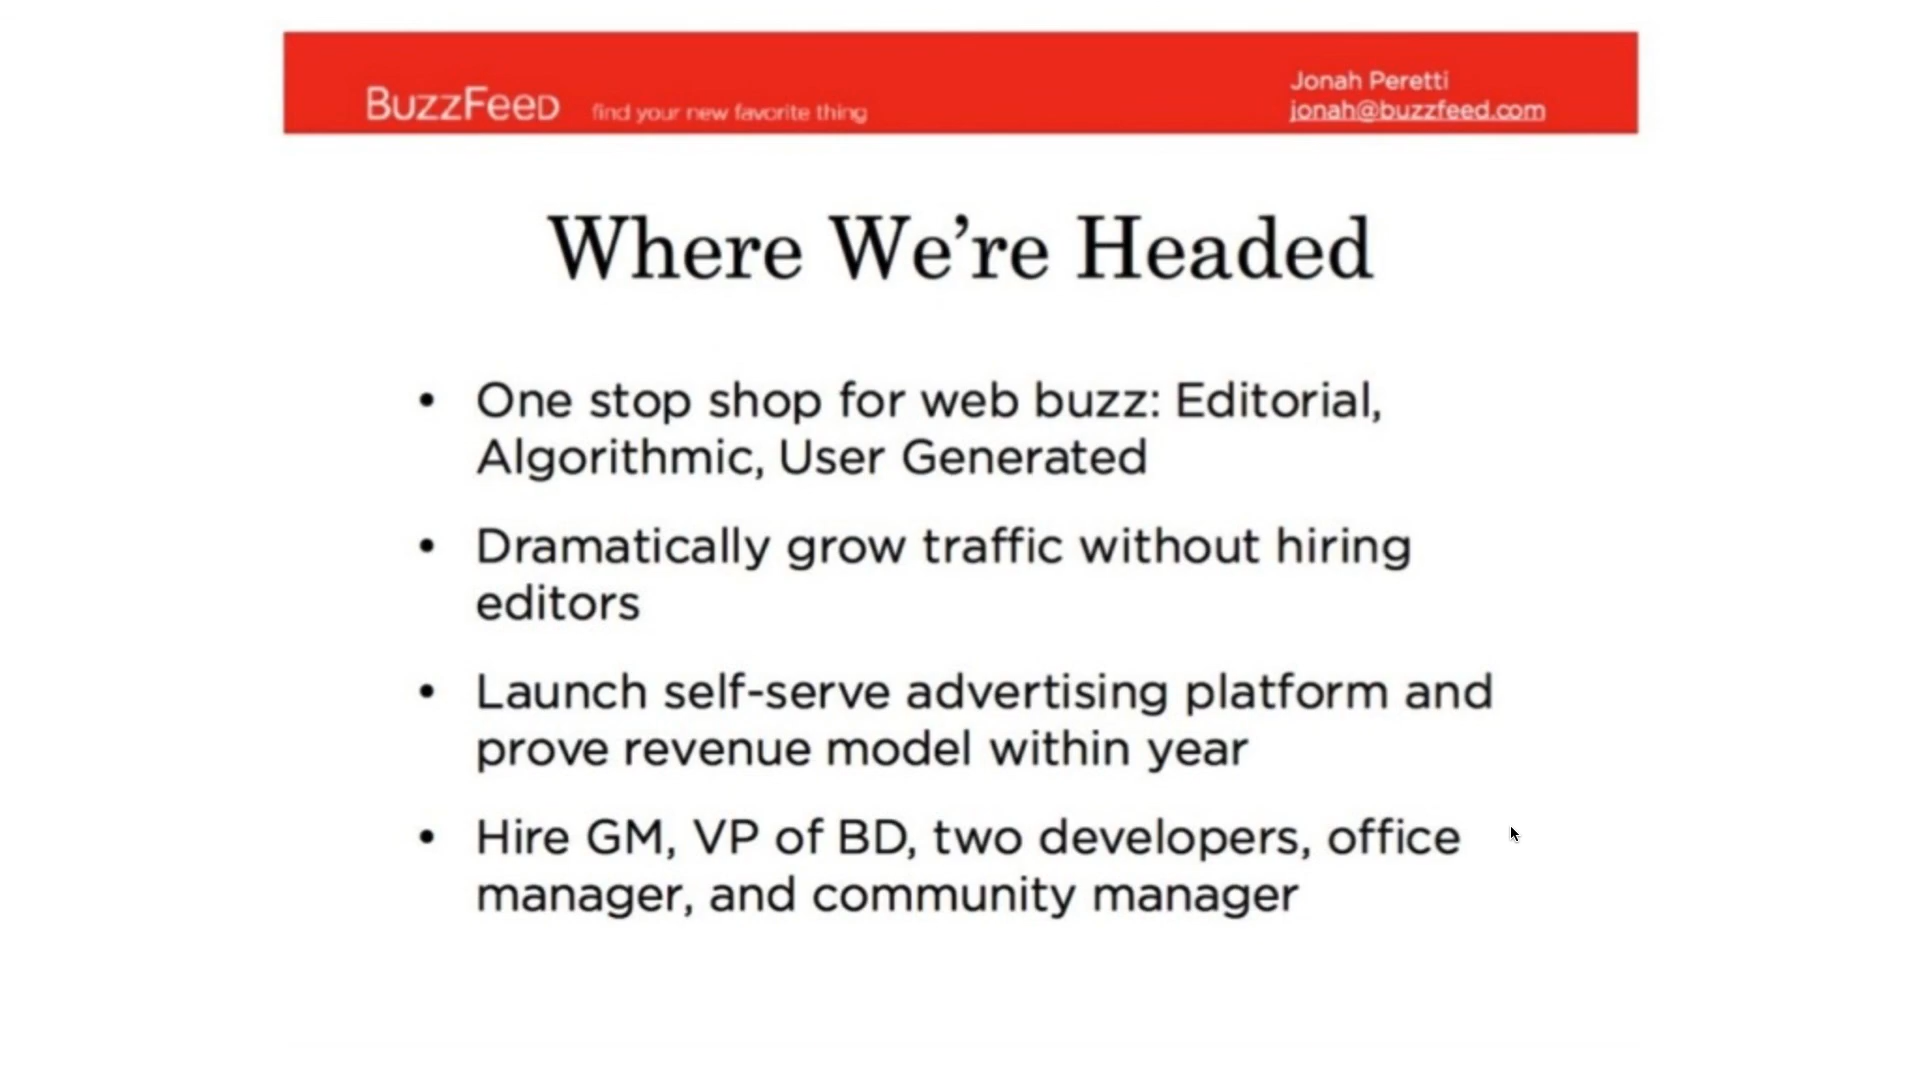 BuzzFeed find your new favorite thing
Jonah Peretti
jonah@buzzfeed.com
Where We’re Headed
• One stop shop for web buzz: Editorial,
Algorithmic, User Generated
• Dramatically grow traffic without hiring
editors
• Launch self-serve advertising platform and
prove revenue model within year
• Hire GM, VP of BD, two developers, office
manager, and community manager